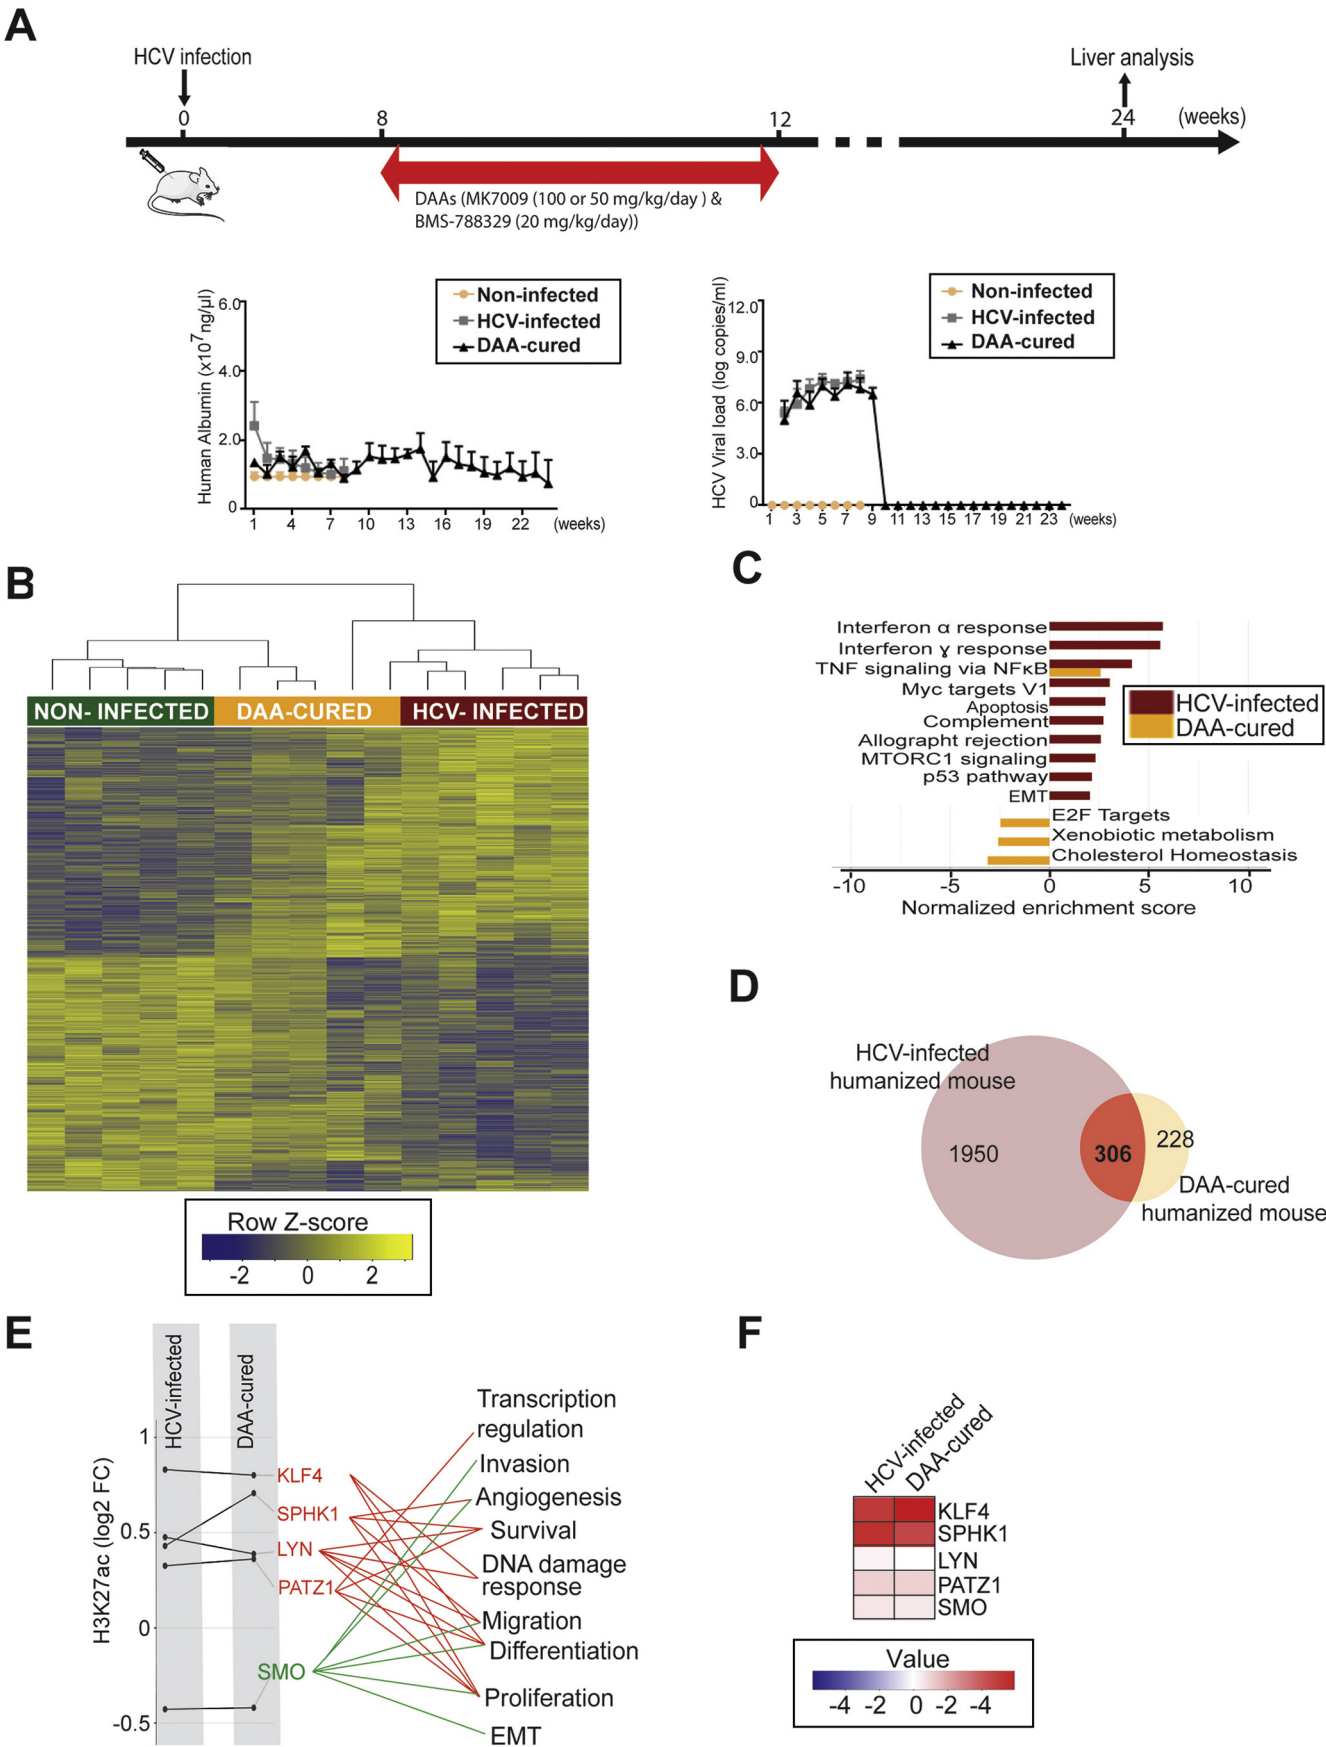 A
HCV infection
Liver analysis
0
8
12
24
(weeks)
DAAs (MK7009 (100 or 50 mg/kg/day ) &
BMS-788329 (20 mg/kg/day))
Human Albumin (x10⁷ng/µl)
6.0
4.0
2.0
0
1 4 7 10 13 16 19 22
(weeks)
Non-infected
HCV-infected
DAA-cured
HCV Viral load (log copies/ml)
12.0
9.0
6.0
3.0
0
1 3 5 7 9 11 13 15 17 19 21 23
(weeks)
Non-infected
HCV-infected
DAA-cured
B
NON- INFECTED
DAA-CURED
HCV- INFECTED
Row Z-score
-2 0 2
C
Interferon α response
Interferon γ response
TNF signaling via NFκB
Myc targets V1
Apoptosis
Complement
Allographt rejection
MTORC1 signaling
p53 pathway
EMT
E2F Targets
Xenobiotic metabolism
Cholesterol Homeostasis
HCV-infected
DAA-cured
-10 -5 0 5 10
Normalized enrichment score
D
HCV-infected
humanized mouse
1950
306
228
DAA-cured
humanized mouse
E
H3K27ac (log2 FC)
1
0.5
0
-0.5
HCV-infected
DAA-cured
KLF4
SPHK1
LYN
PATZ1
SMO
Transcription
regulation
Invasion
Angiogenesis
Survival
DNA damage
response
Migration
Differentiation
Proliferation
EMT
F
HCV-infected
DAA-cured
KLF4
SPHK1
LYN
PATZ1
SMO
Value
-4 -2 0 -2 -4